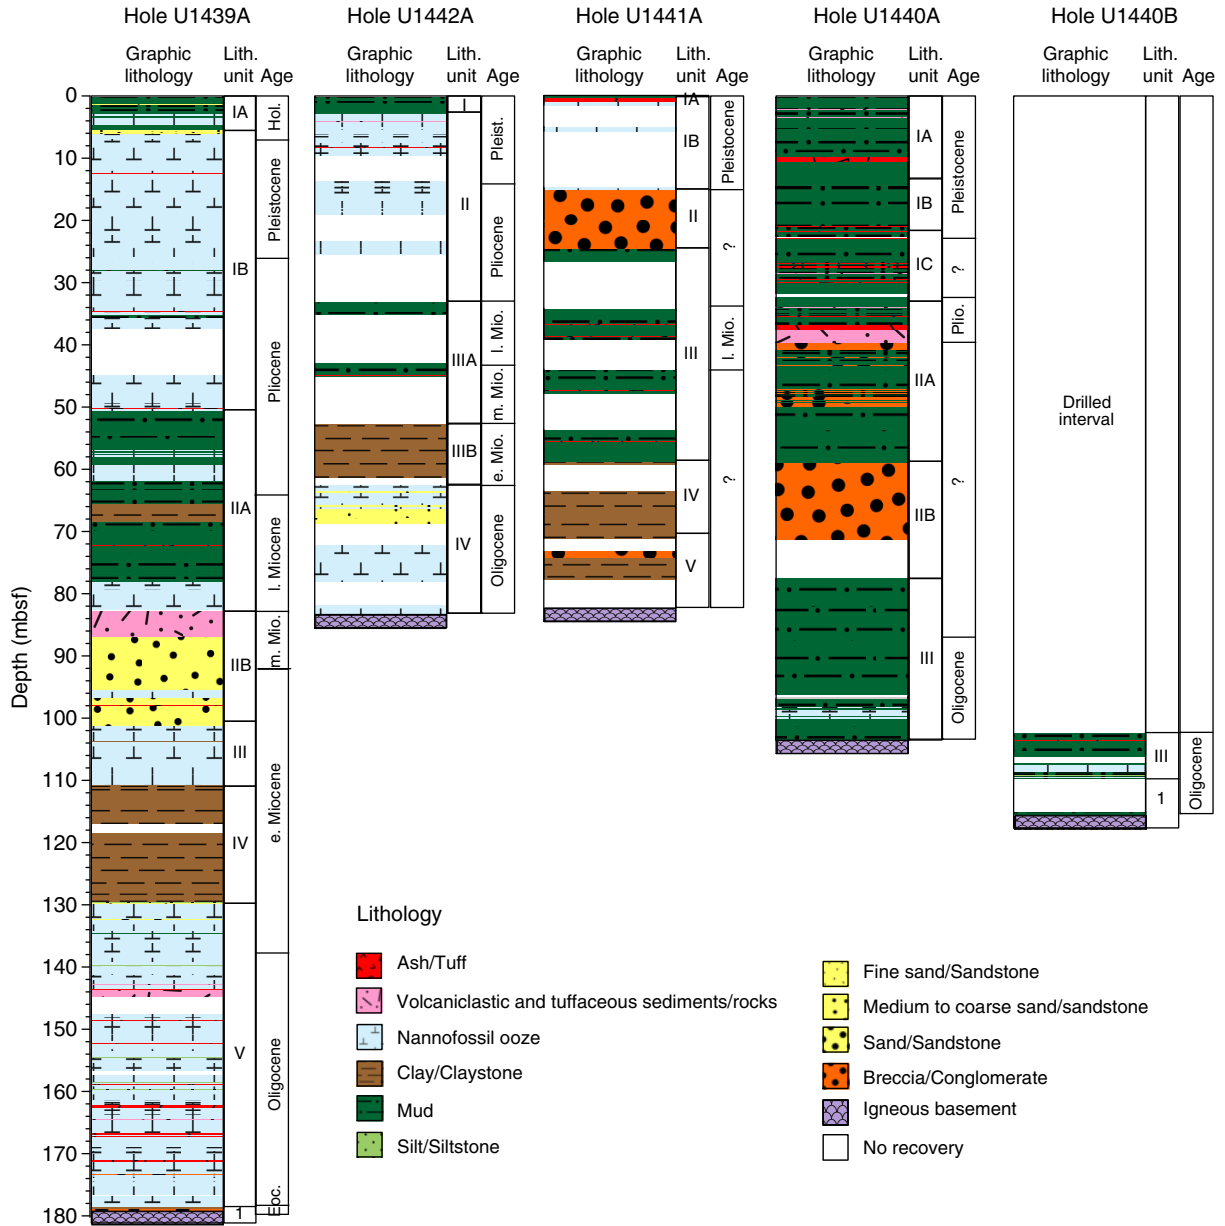 Hole U1439A
Hole U1442A
Hole U1441A
Hole U1440A
Hole U1440B
Graphic lithology
Lith. unit
Age
Graphic lithology
Lith. unit
Age
Graphic lithology
Lith. unit
Age
Graphic lithology
Lith. unit
Age
Graphic lithology
Lith. unit
Age
Depth (mbsf)
0
10
20
30
40
50
60
70
80
90
100
110
120
130
140
150
160
170
180
IA
IB
IIA
IIB
III
IV
V
1
Hol.
Pleistocene
Pliocene
l. Miocene
m. Mio.
e. Miocene
Oligocene
Eoc.
I
II
IIIA
IIIB
IV
Pleist.
Pliocene
l. Mio.
m. Mio.
e. Mio.
Oligocene
IA
IB
II
III
IV
V
Pleistocene
?
l. Mio.
?
IA
IB
IC
IIA
IIB
III
Pleistocene
?
Plio.
?
Oligocene
Drilled
interval
III
1
Oligocene
Lithology
Ash/Tuff
Volcaniclastic and tuffaceous sediments/rocks
Nannofossil ooze
Clay/Claystone
Mud
Silt/Siltstone
Fine sand/Sandstone
Medium to coarse sand/sandstone
Sand/Sandstone
Breccia/Conglomerate
Igneous basement
No recovery